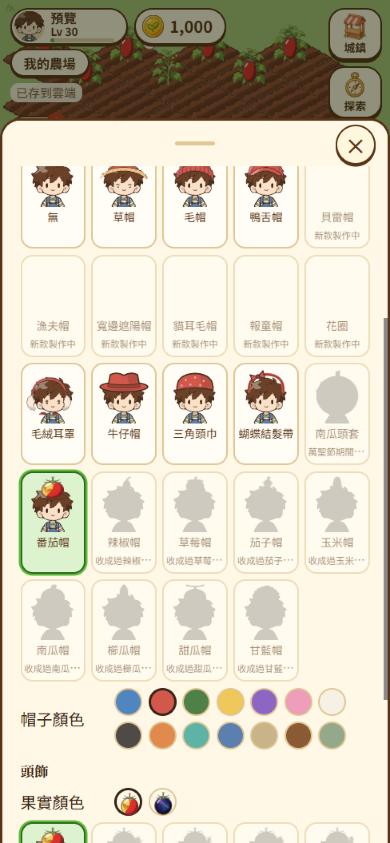 預覽
Lv 30
1,000
城鎮
我的農場
已存到雲端
探索
無
草帽
毛帽
鴨舌帽
貝雷帽
新款製作中
漁夫帽
寬邊遮陽帽
貓耳毛帽
報童帽
花圈
新款製作中
新款製作中
新款製作中
新款製作中
新款製作中
毛絨耳罩
牛仔帽
三角頭巾
蝴蝶結髮帶
南瓜頭套
萬聖節期間⋯
番茄帽
辣椒帽
草莓帽
茄子帽
玉米帽
收成過辣椒⋯
收成過草莓⋯
收成過茄子⋯
收成過玉米⋯
南瓜帽
櫛瓜帽
甜瓜帽
甘藍帽
收成過南瓜⋯
收成過櫛瓜⋯
收成過甜瓜⋯
收成過甘藍⋯
帽子顏色
頭飾
果實顏色